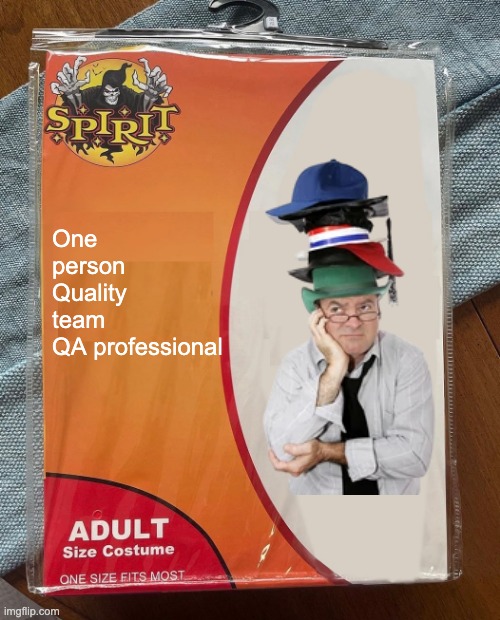 SPIRIT
One
person
Quality
team
QA professional
ADULT
Size Costume
ONE SIZE FITS MOST
imgflip.com